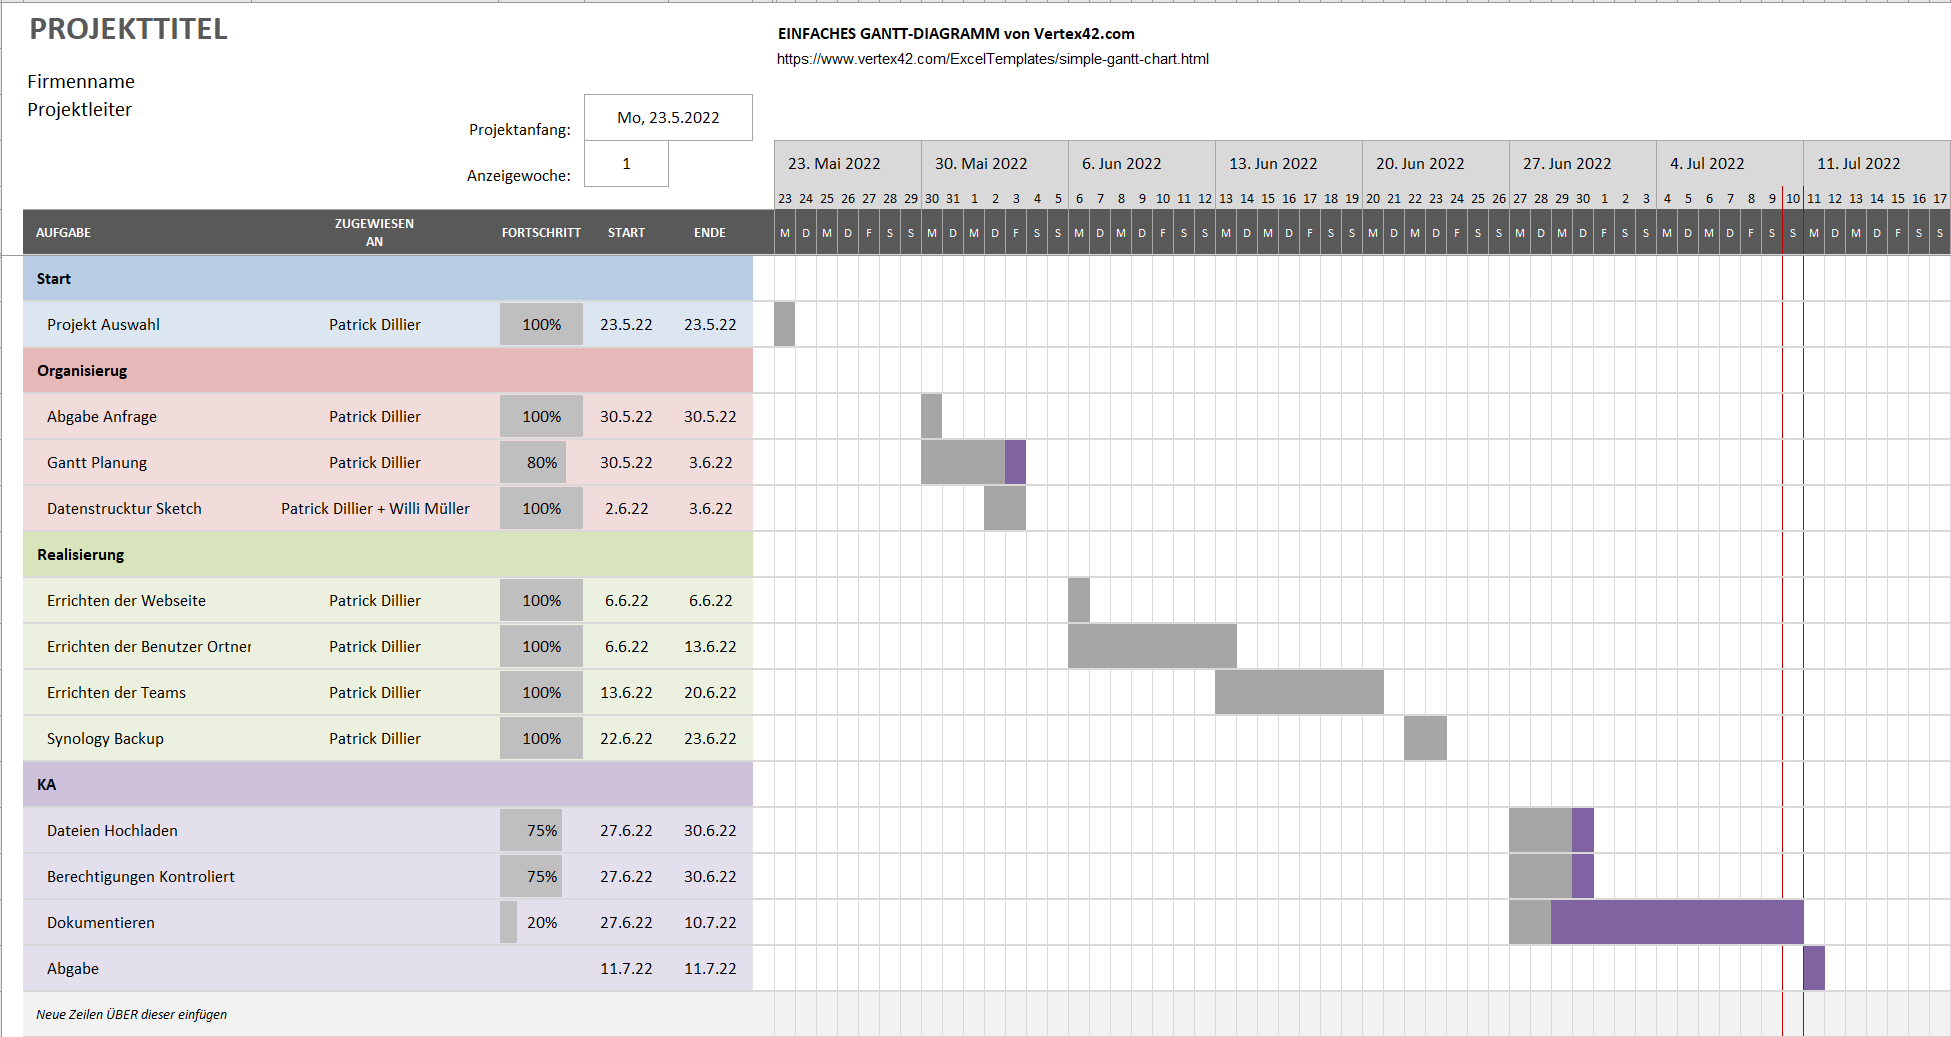 PROJEKTTITEL
EINFACHES GANTT-DIAGRAMM von Vertex42.com
https://www.vertex42.com/ExcelTemplates/simple-gantt-chart.html
Firmenname
Projektleiter
Projektanfang: Mo, 23.5.2022
Anzeigewoche: 1
23. Mai 2022 30. Mai 2022 6. Jun 2022 13. Jun 2022 20. Jun 2022 27. Jun 2022 4. Jul 2022 11. Jul 2022
23 24 25 26 27 28 29 30 31 1 2 3 4 5 6 7 8 9 10 11 12 13 14 15 16 17 18 19 20 21 22 23 24 25 26 27 28 29 30 1 2 3 4 5 6 7 8 9 10 11 12 13 14 15 16 17
AUFGABE ZUGEWIESEN AN FORTSCHRITT START ENDE M D M D F S S M D M D F S S M D M D F S S M D M D F S S M D M D F S S M D M D F S S M D M D F S S M D M D F S S
Start
Projekt Auswahl Patrick Dillier 100% 23.5.22 23.5.22
Organisierug
Abgabe Anfrage Patrick Dillier 100% 30.5.22 30.5.22
Gantt Planung Patrick Dillier 80% 30.5.22 3.6.22
Datenstrucktur Sketch Patrick Dillier + Willi Müller 100% 2.6.22 3.6.22
Realisierung
Errichten der Webseite Patrick Dillier 100% 6.6.22 6.6.22
Errichten der Benutzer Ortner Patrick Dillier 100% 6.6.22 13.6.22
Errichten der Teams Patrick Dillier 100% 13.6.22 20.6.22
Synology Backup Patrick Dillier 100% 22.6.22 23.6.22
KA
Dateien Hochladen 75% 27.6.22 30.6.22
Berechtigungen Kontroliert 75% 27.6.22 30.6.22
Dokumentieren 20% 27.6.22 10.7.22
Abgabe 11.7.22 11.7.22
Neue Zeilen ÜBER dieser einfügen